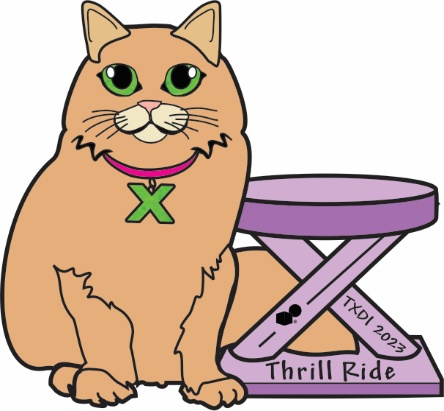 X
TXDI 2023
Thrill Ride